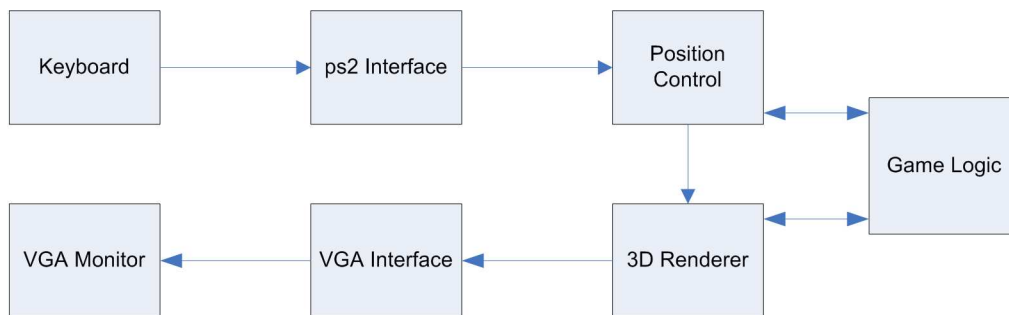 Keyboard
ps2 Interface
Position
Control
Game Logic
VGA Monitor
VGA Interface
3D Renderer